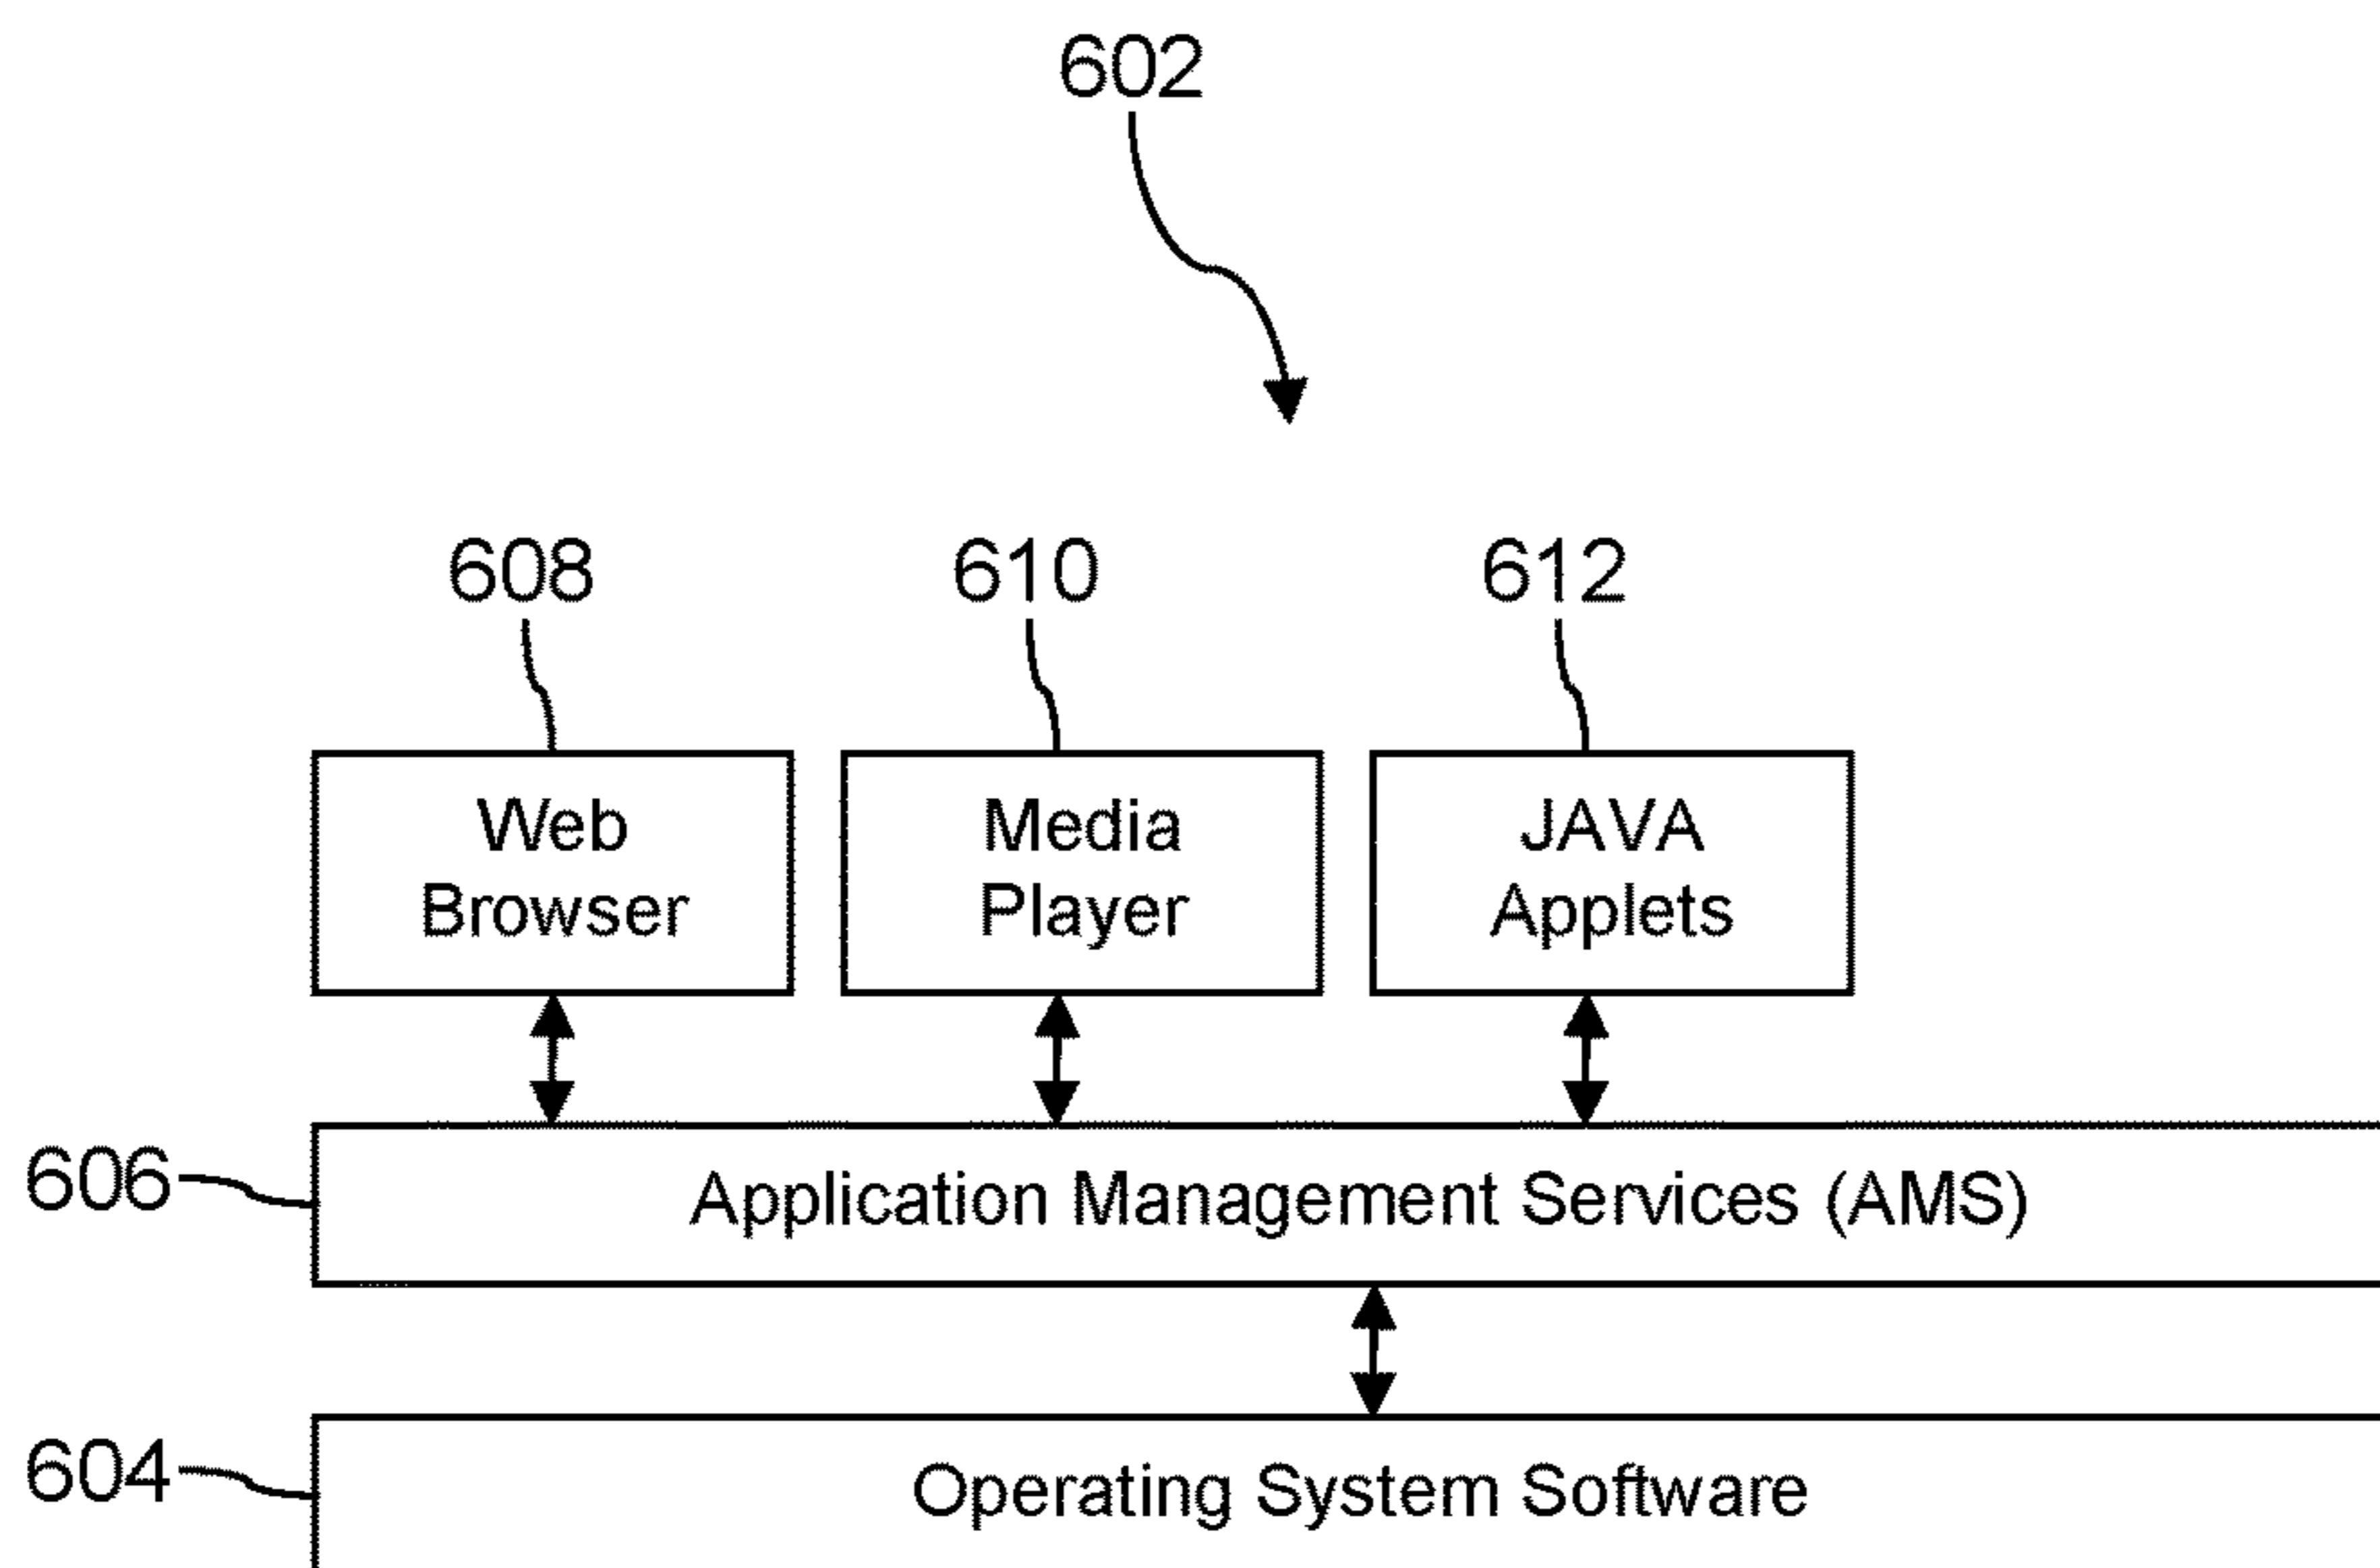 602
608
610
612
Web
Browser
Media
Player
JAVA
Applets
606
Application Management Services (AMS)
604
Operating System Software